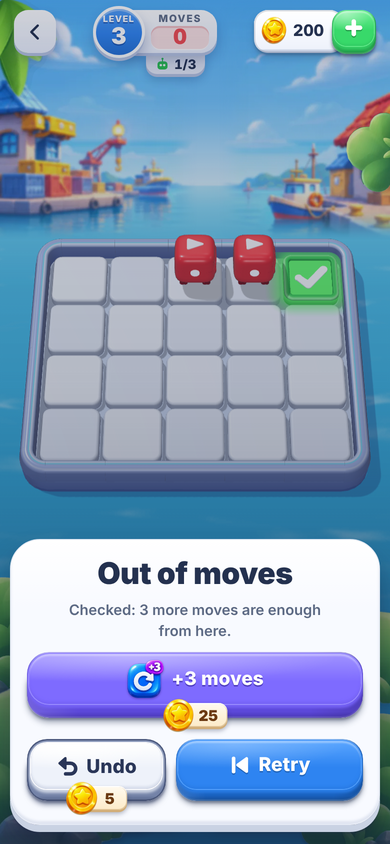 LEVEL
3
MOVES
0
1/3
200
+
Out of moves
Checked: 3 more moves are enough
from here.
+3
+3 moves
25
Undo
5
Retry